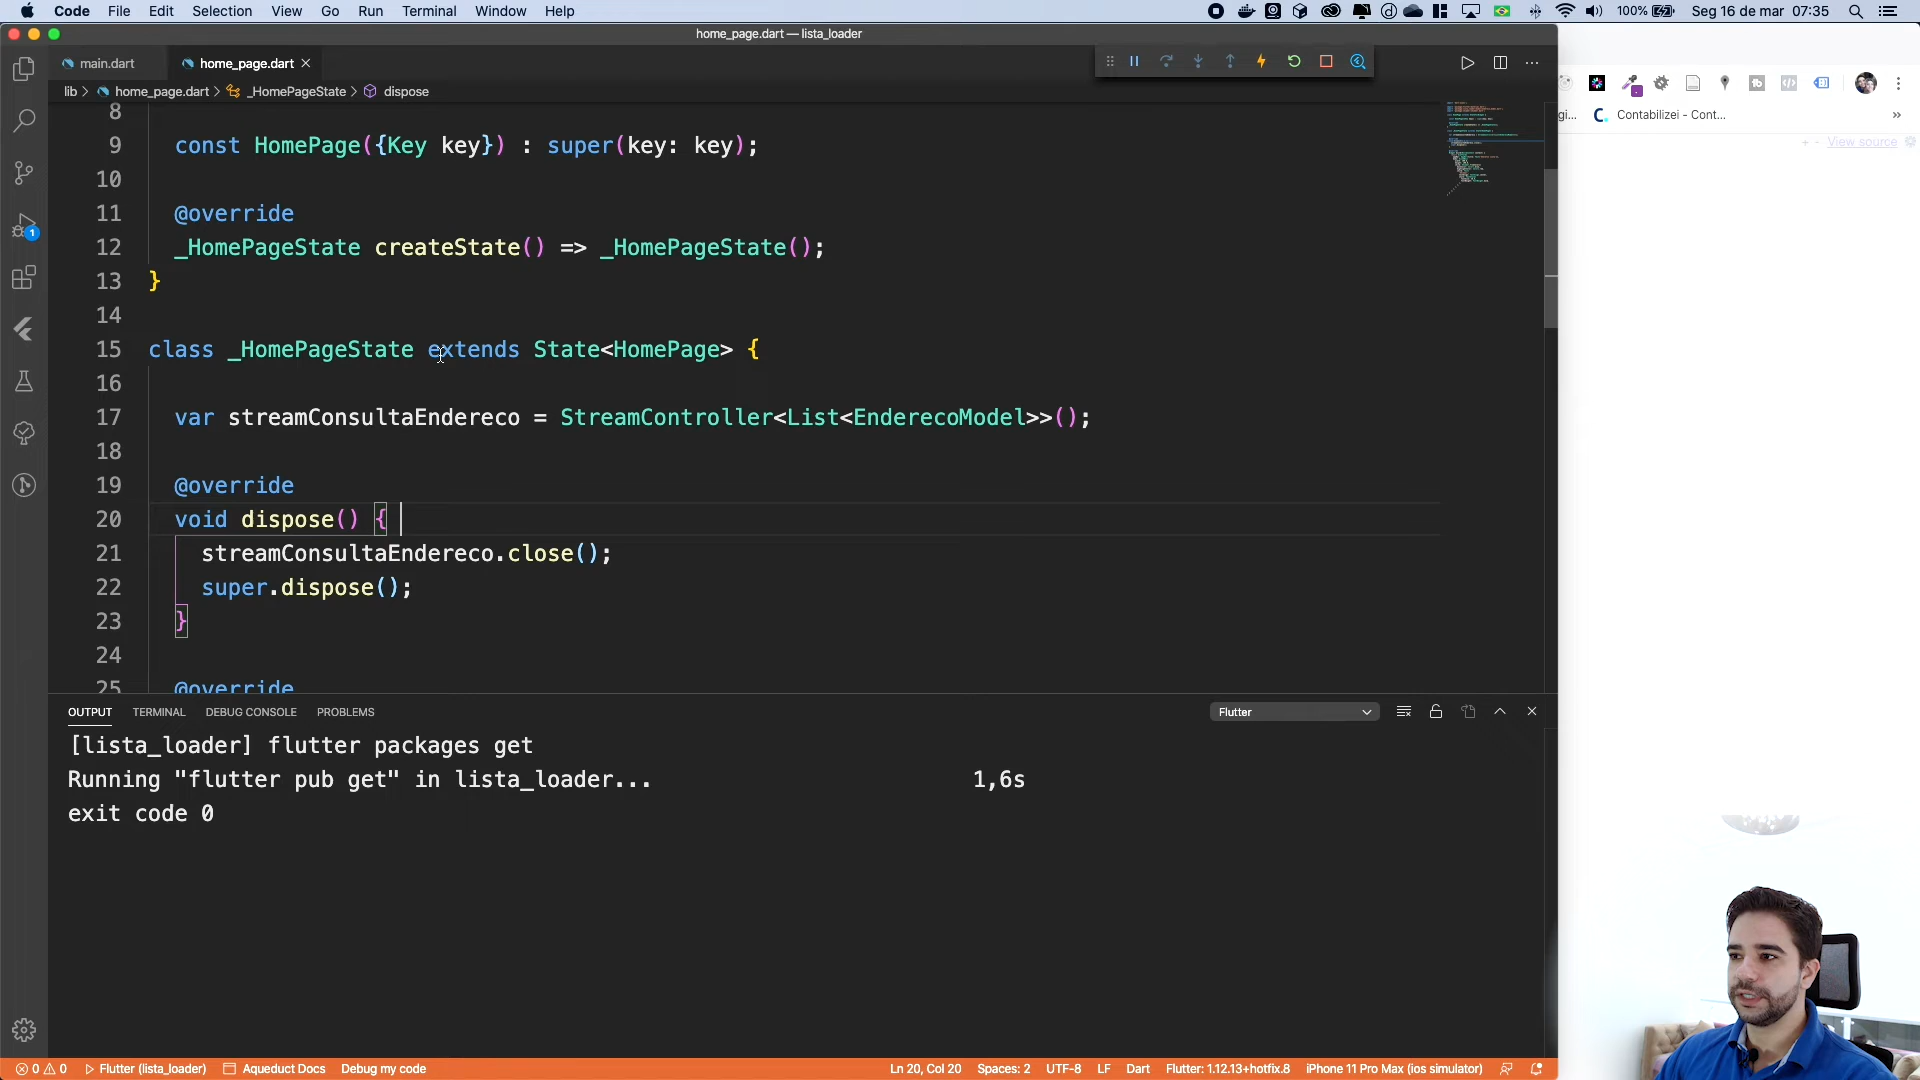 Code File Edit Selection View Go Run Terminal Window Help
100% Seg 16 de mar 07:35
home_page.dart — lista_loader
main.dart
home_page.dart
lib > home_page.dart > _HomePageState > dispose
8
9 const HomePage({Key key}) : super(key: key);
10
11 @override
12 _HomePageState createState() => _HomePageState();
13 }
14
15 class _HomePageState extends State<HomePage> {
16
17 var streamConsultaEndereco = StreamController<List<EnderecoModel>>();
18
19 @override
20 void dispose() {
21 streamConsultaEndereco.close();
22 super.dispose();
23 }
24
25 @override
1
OUTPUT TERMINAL DEBUG CONSOLE PROBLEMS
Flutter
[lista_loader] flutter packages get
Running "flutter pub get" in lista_loader... 1,6s
exit code 0
0 0 Flutter (lista_loader) Aqueduct Docs Debug my code
Ln 20, Col 20 Spaces: 2 UTF-8 LF Dart Flutter: 1.12.13+hotfix.8 iPhone 11 Pro Max (ios simulator)
Contabilizei - Cont...
+ - View source